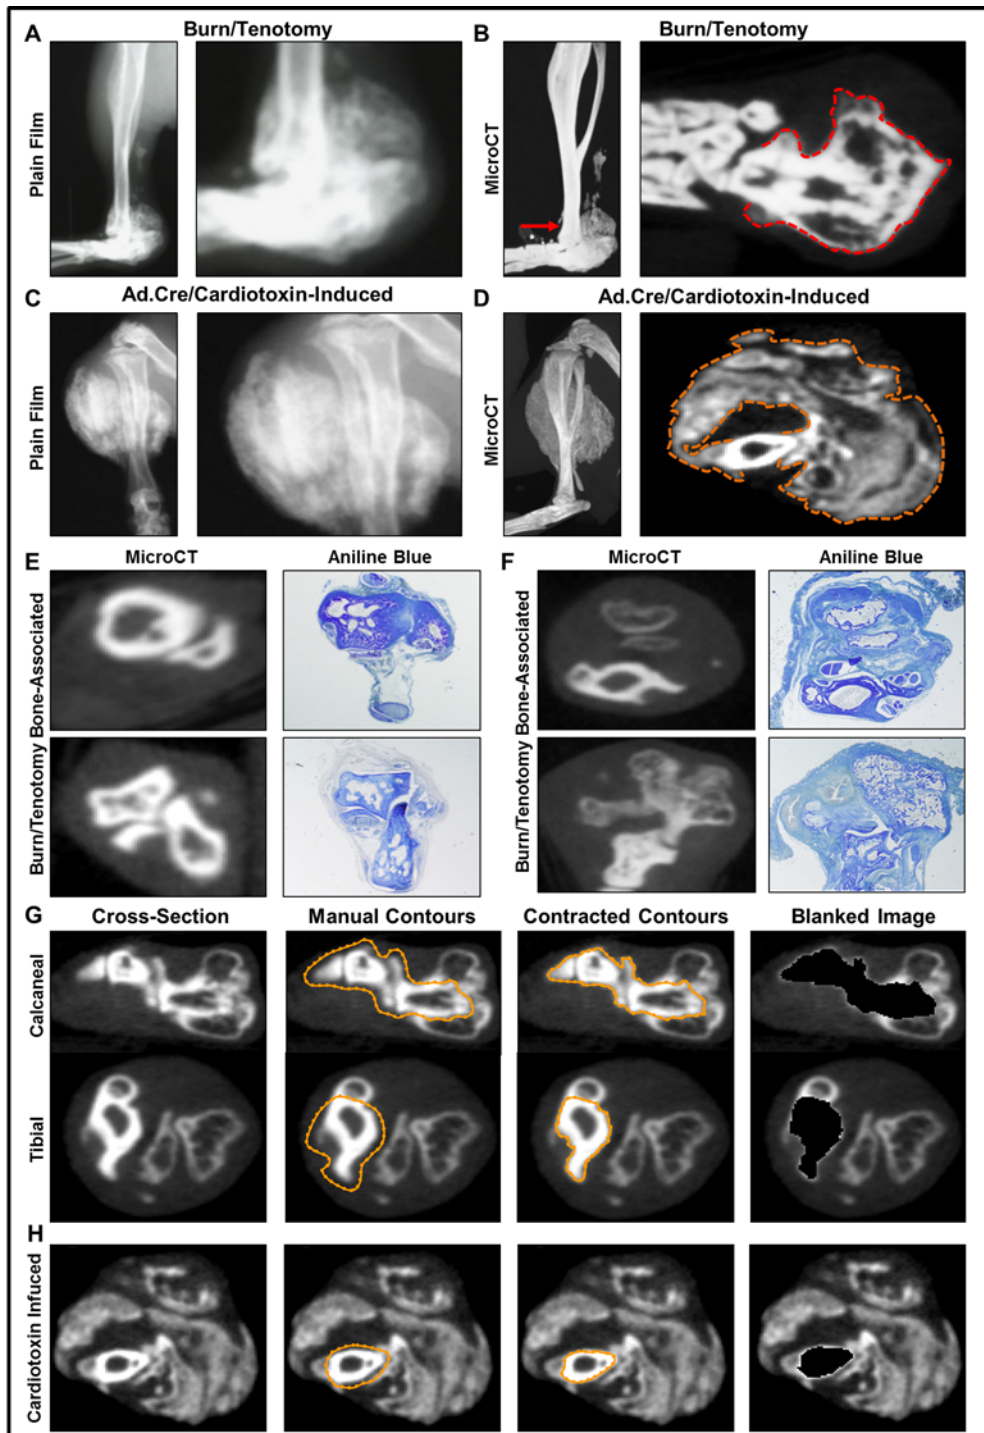 A
Burn/Tenotomy
B
Burn/Tenotomy
Plain Film
MicroCT
C
Ad.Cre/Cardiotoxin-Induced
D
Ad.Cre/Cardiotoxin-Induced
Plain Film
MicroCT
E
MicroCT
Aniline Blue
F
MicroCT
Aniline Blue
Bone-Associated
Burn/Tenotomy
Bone-Associated
Burn/Tenotomy
G
Cross-Section
Manual Contours
Contracted Contours
Blanked Image
Calcaneal
Tibial
H
Cardiotoxin Infuced